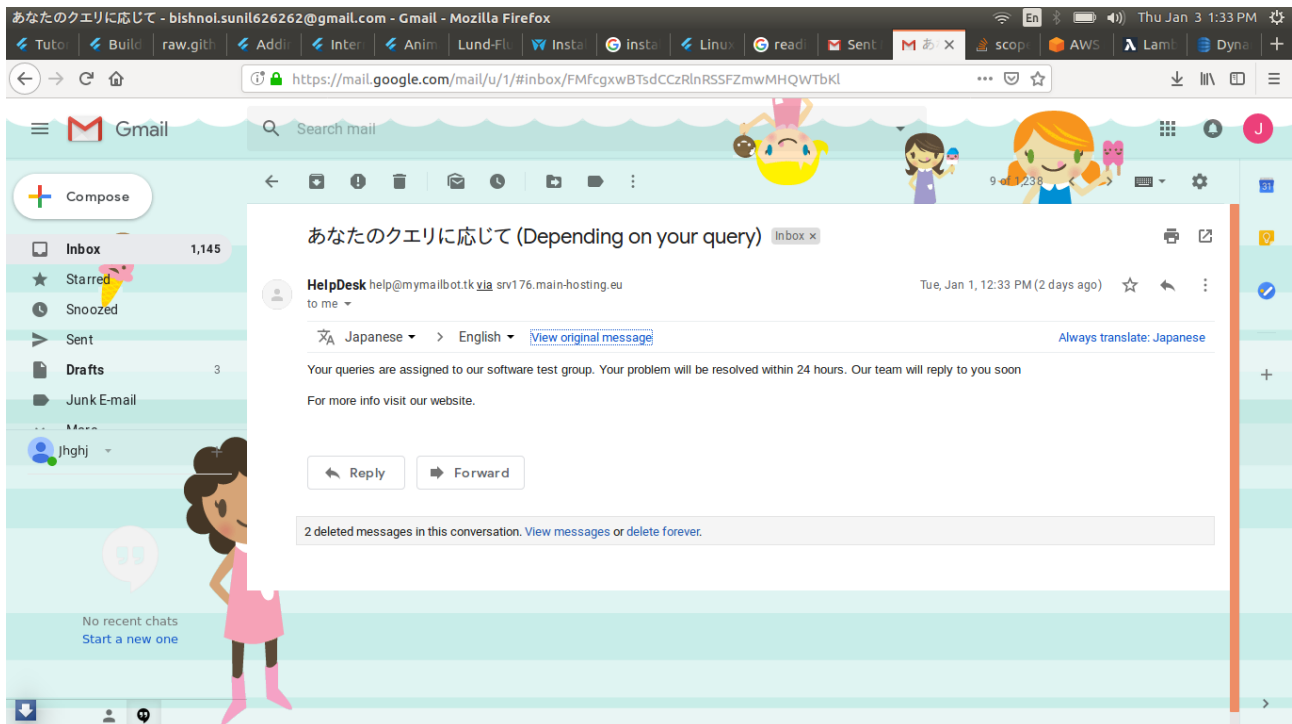 あなたのクエリに応じて - bishnoi.sunil626262@gmail.com - Gmail - Mozilla Firefox
En
Thu Jan 3 1:33 PM
Tuto
Build
raw.gith
Addi
Inter
Anim
Lund-Flu
Insta
insta
Linux
read
Sent
scop
AWS
Lamb
Dyna
https://mail.google.com/mail/u/1/#inbox/FMfcgxwBTsdCCzRlnRSSFZmwMHQWTbKl
Gmail
Search mail
J
Compose
9 of 1,238
31
あなたのクエリに応じて (Depending on your query)
Inbox x
Inbox 1,145
Starred
Snoozed
Sent
Drafts 3
Junk E-mail
More
HelpDesk help@mymailbot.tk via srv176.main-hosting.eu
Tue, Jan 1, 12:33 PM (2 days ago)
to me
Japanese > English View original message
Always translate: Japanese
Your queries are assigned to our software test group. Your problem will be resolved within 24 hours. Our team will reply to you soon
For more info visit our website.
Jhghj
Reply
Forward
2 deleted messages in this conversation. View messages or delete forever.
No recent chats
Start a new one